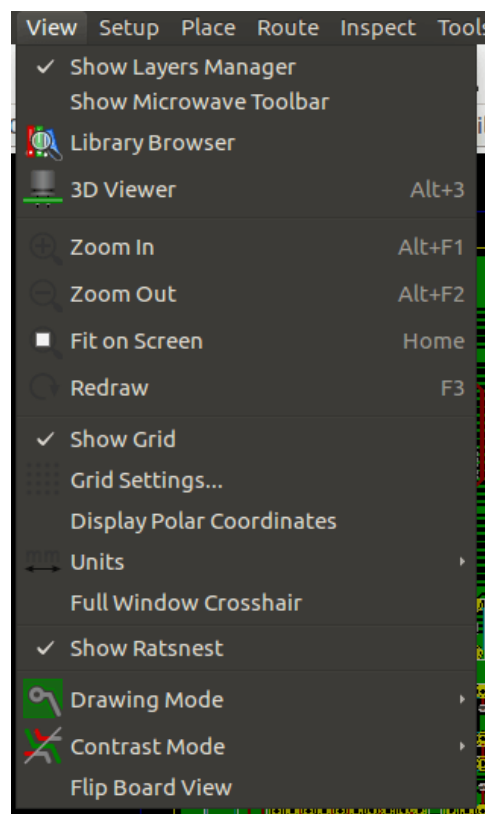 View Setup Place Route Inspect Tools
Show Layers Manager
Show Microwave Toolbar
Library Browser
3D Viewer Alt+3
Zoom In Alt+F1
Zoom Out Alt+F2
Fit on Screen Home
Redraw F3
Show Grid
Grid Settings...
Display Polar Coordinates
mm
Units
Full Window Crosshair
Show Ratsnest
Drawing Mode
Contrast Mode
Flip Board View